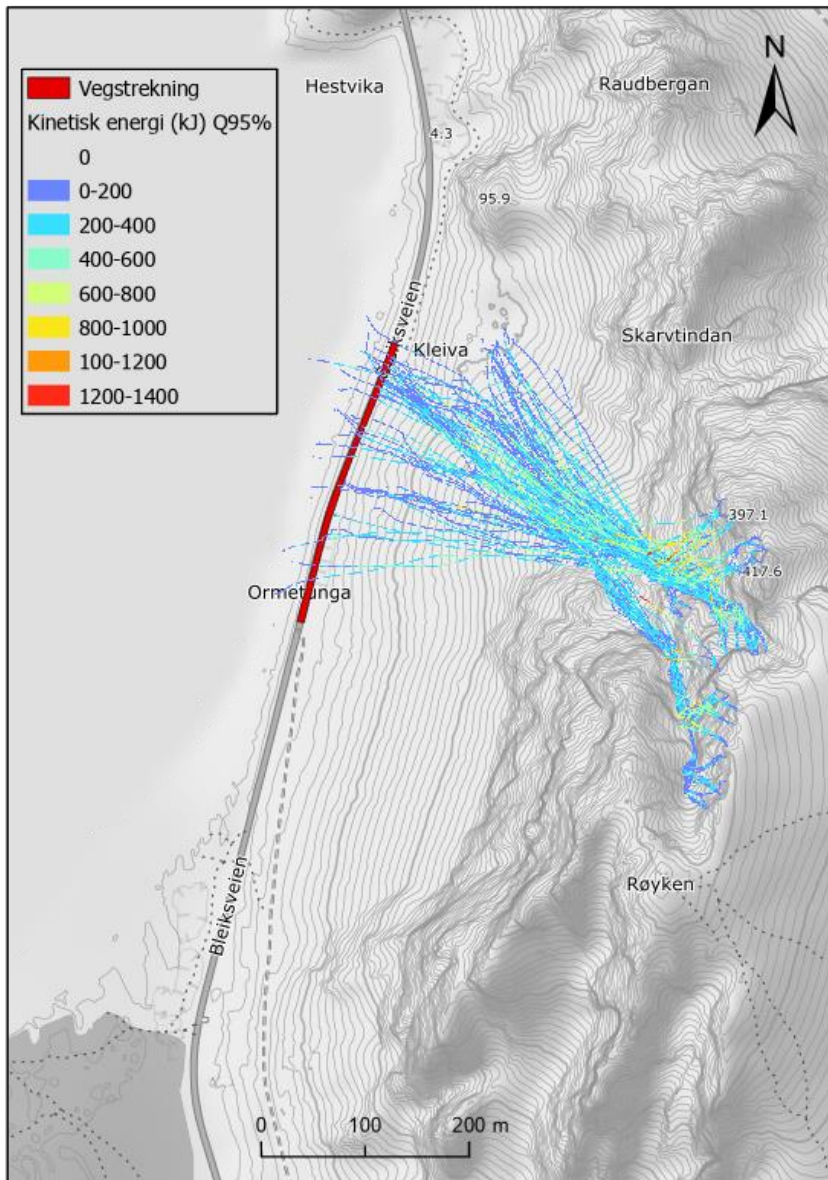 N
Hestvika
Raudbergan
Vegstrekning
Kinetisk energi (kJ) Q95%
0
0-200
200-400
400-600
600-800
800-1000
100-1200
1200-1400
4.3
95.9
Skarvtindan
Kleiva
397.1
417.6
Ormetunga
Røyken
Bleiksveien
0 100 200 m